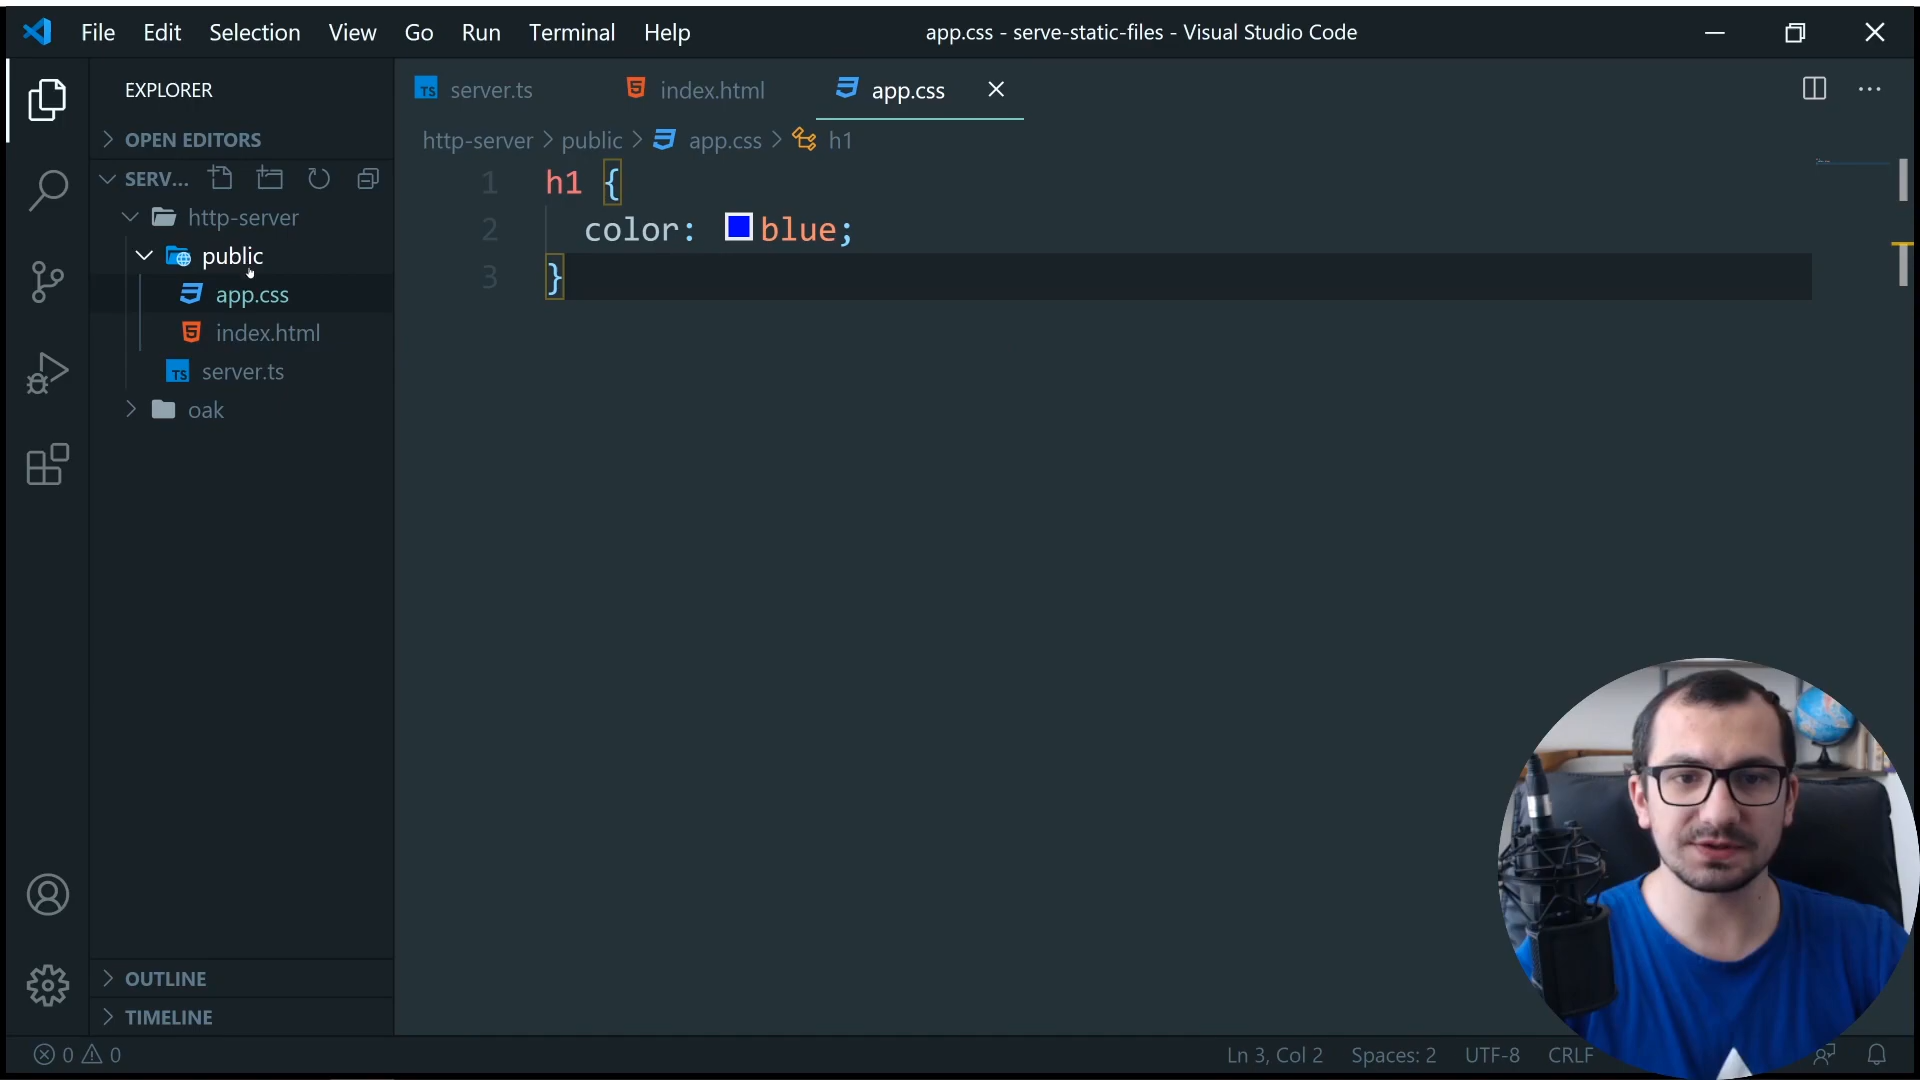 File Edit Selection View Go Run Terminal Help
app.css - serve-static-files - Visual Studio Code
EXPLORER
OPEN EDITORS
SERV...
http-server
public
app.css
index.html
server.ts
oak
OUTLINE
TIMELINE
server.ts
index.html
app.css
http-server > public > app.css > h1
1 h1 {
2 color: blue;
3 }
0 0
Ln 3, Col 2 Spaces: 2 UTF-8 CRLF